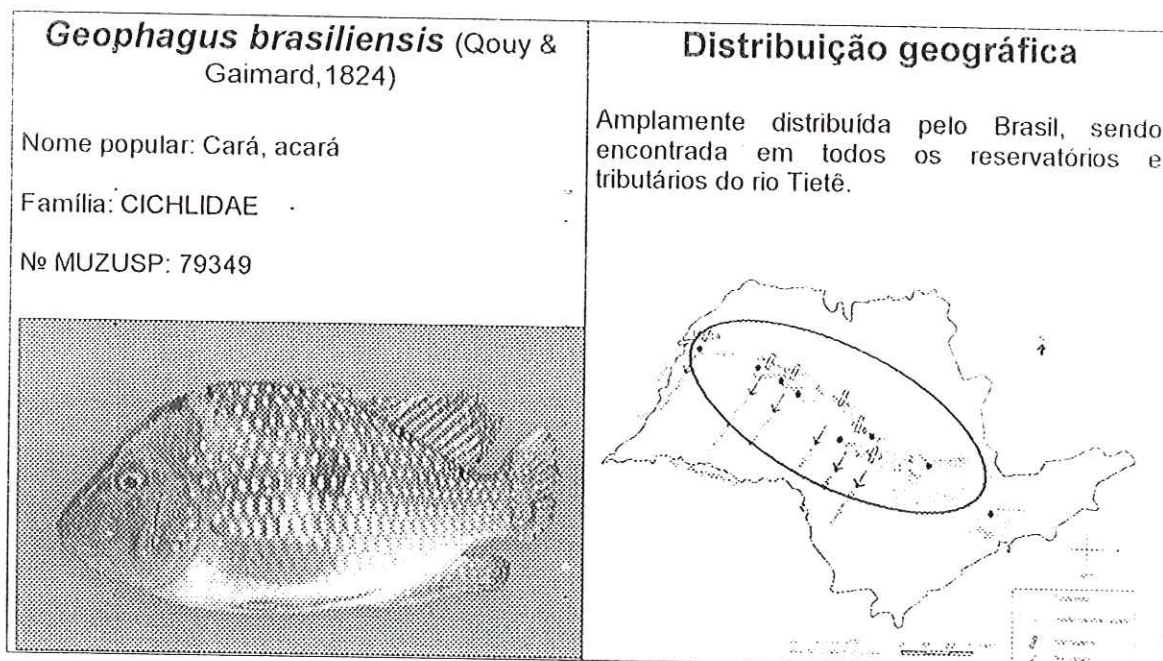 Geophagus brasiliensis (Qouy &
Gaimard,1824)
Nome popular: Cará, acará
Família: CICHLIDAE
Nº MUZUSP: 79349
Distribuição geográfica
Amplamente distribuída pelo Brasil, sendo
encontrada em todos os reservatórios e
tributários do rio Tietê.